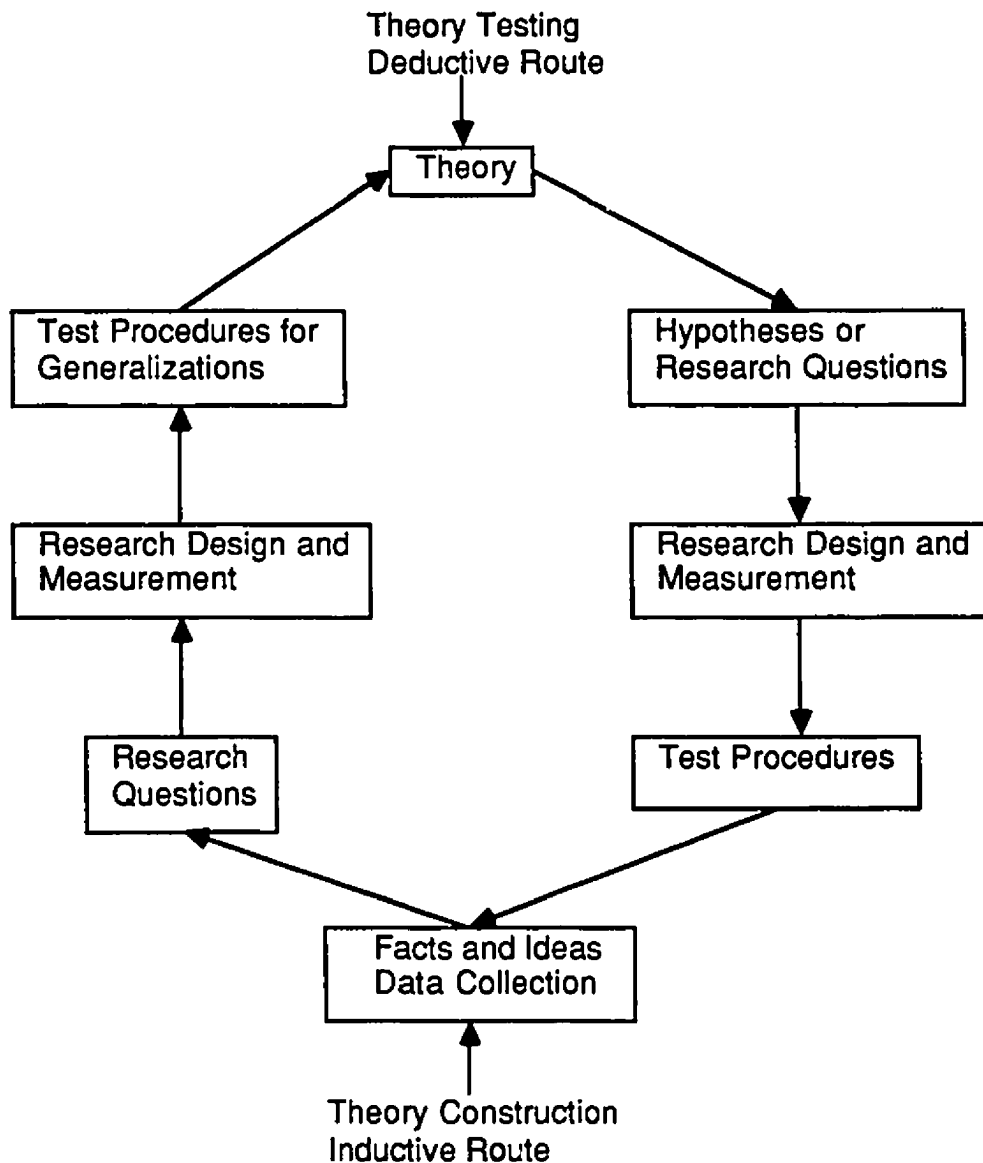 Theory Testing
Deductive Route
Theory
Test Procedures for
Generalizations
Hypotheses or
Research Questions
Research Design and
Measurement
Research Design and
Measurement
Research
Questions
Test Procedures
Facts and Ideas
Data Collection
Theory Construction
Inductive Route